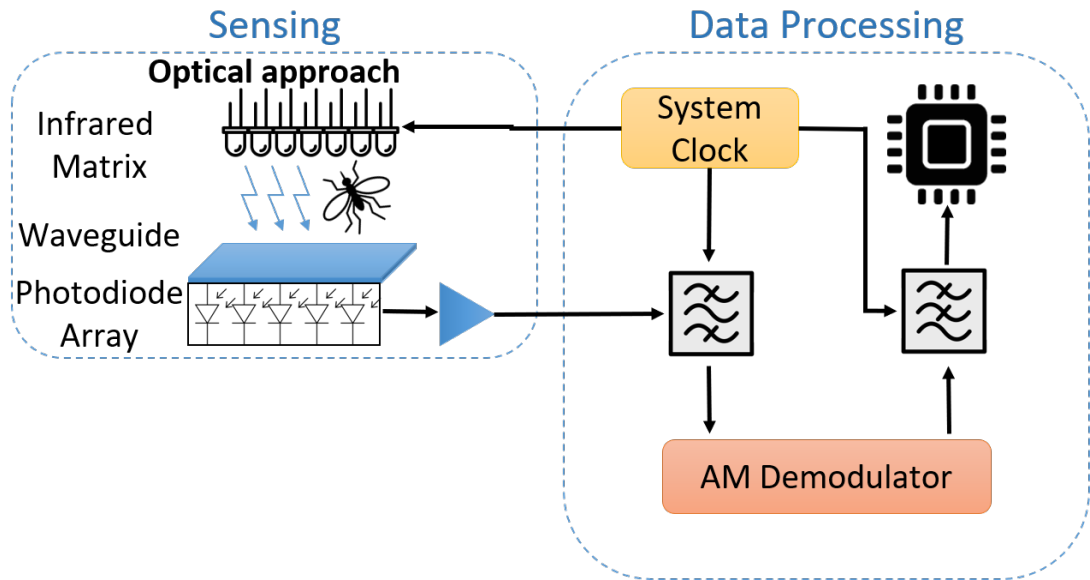 Sensing
Data Processing
Optical approach
Infrared
Matrix
System
Clock
Waveguide
Photodiode
Array
AM Demodulator